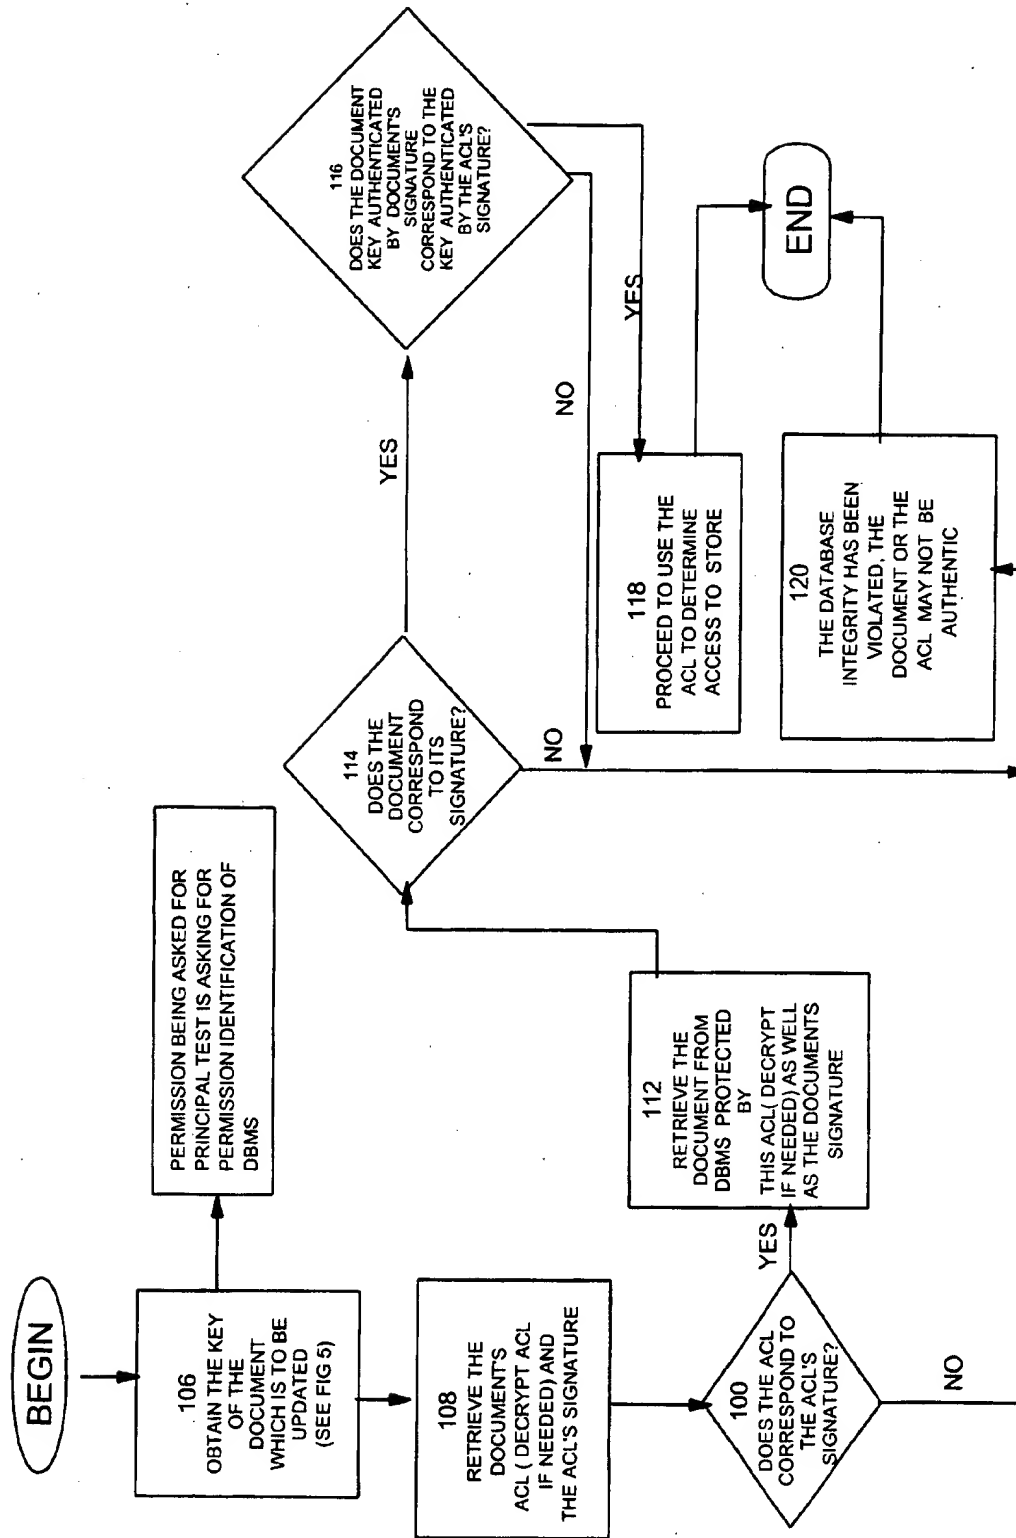 BEGIN
106
OBTAIN THE KEY
OF THE
DOCUMENT
WHICH IS TO BE
UPDATED
(SEE FIG 5)
PERMISSION BEING ASKED FOR
PRINCIPAL TEST IS ASKING FOR
PERMISSION IDENTIFICATION OF
DBMS
108
RETRIEVE THE
DOCUMENT'S
ACL ( DECRYPT ACL
IF NEEDED) AND
THE ACL'S SIGNATURE
100
DOES THE ACL
CORRESPOND TO
THE ACL'S
SIGNATURE?
YES
NO
112
RETRIEVE THE
DOCUMENT FROM
DBMS PROTECTED
BY
THIS ACL( DECRYPT
IF NEEDED) AS WELL
AS THE DOCUMENTS
SIGNATURE
114
DOES THE
DOCUMENT
CORRESPOND
TO ITS
SIGNATURE?
YES
NO
116
DOES THE DOCUMENT
KEY AUTHENTICATED
BY DOCUMENT'S
SIGNATURE
CORRESPOND TO THE
KEY AUTHENTICATED
BY THE ACL'S
SIGNATURE?
NO
YES
118
PROCEED TO USE THE
ACL TO DETERMINE
ACCESS TO STORE
120
THE DATABASE
INTEGRITY HAS BEEN
VIOLATED, THE
DOCUMENT OR THE
ACL MAY NOT BE
AUTHENTIC
END